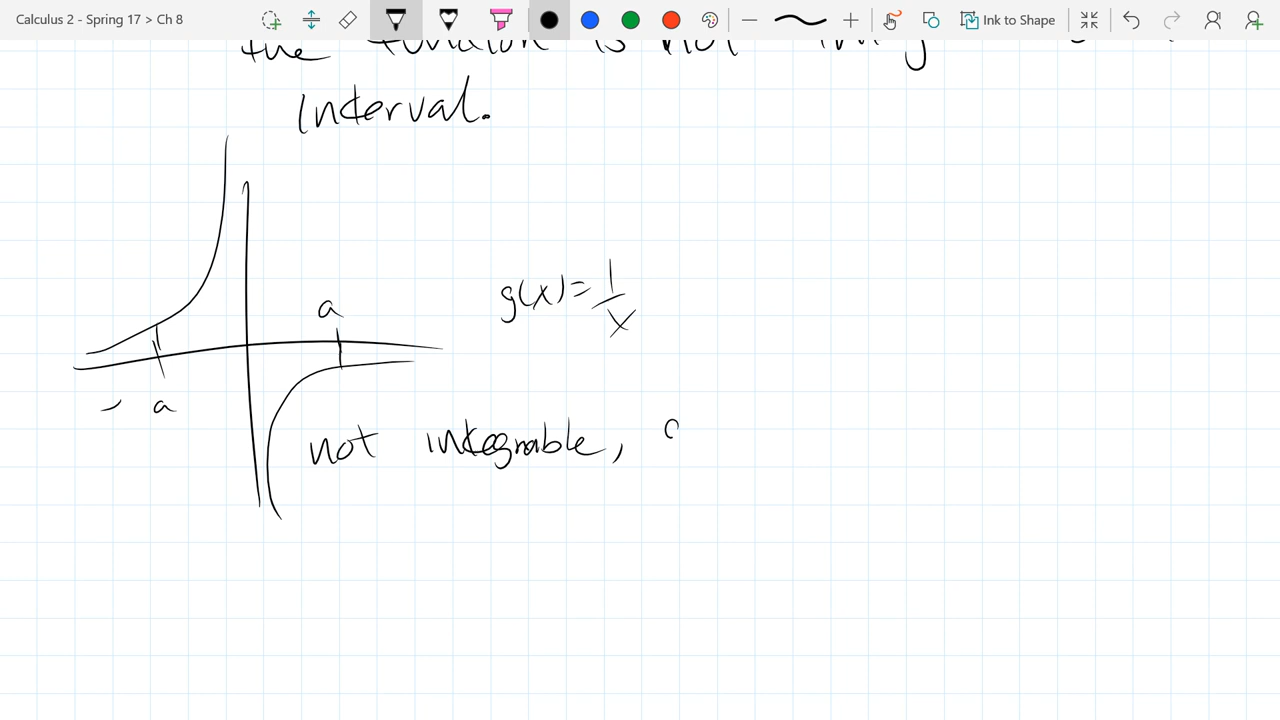 Calculus 2 - Spring 17 > Ch 8
Ink to Shape
the function is not
interval.
a
g(x)=1/x
- a
not integrable,